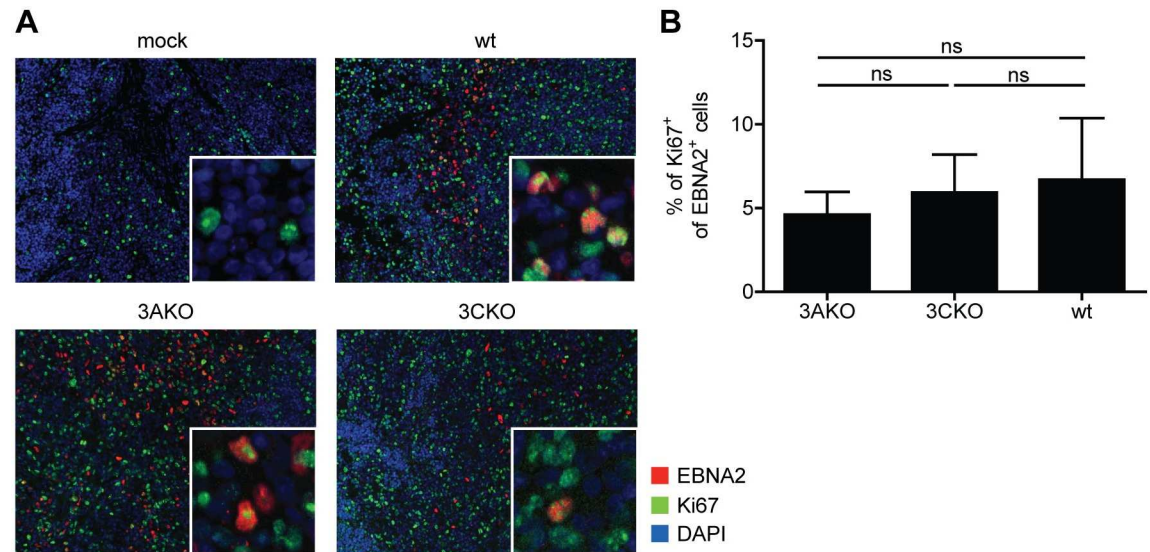 A
mock
wt
3AKO
3CKO
EBNA2
Ki67
DAPI
B
% of Ki67⁺
of EBNA2⁺ cells
15
10
5
0
ns
ns
ns
3AKO
3CKO
wt